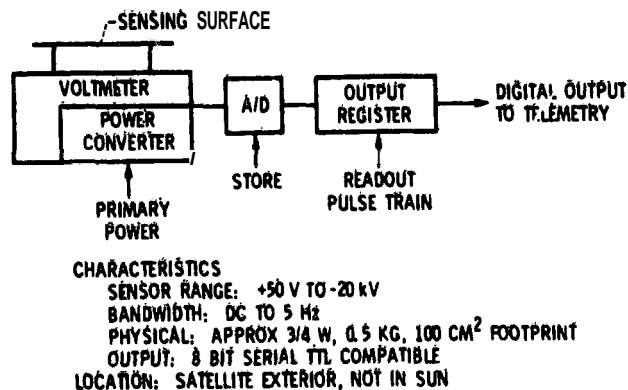 SENSING SURFACE
VOLTMETER
POWER
CONVERTER
A/D
OUTPUT
REGISTER
DIGITAL OUTPUT
TO TELEMETRY
STORE
READOUT
PULSE TRAIN
PRIMARY
POWER
CHARACTERISTICS
SENSOR RANGE: +50 V TO -20 kV
BANDWIDTH: DC TO 5 Hz
PHYSICAL: APPROX 3/4 W, 0.5 KG, 100 CM² FOOTPRINT
OUTPUT: 8 BIT SERIAL TTL COMPATIBLE
LOCATION: SATELLITE EXTERIOR, NOT IN SUN